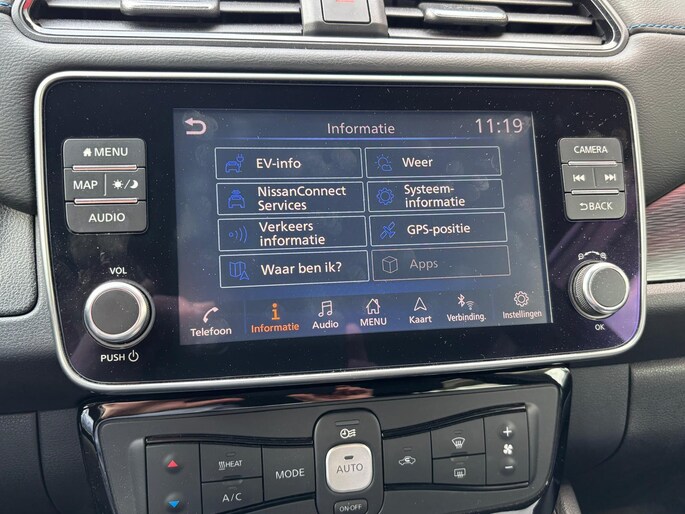 Informatie 11:19
EV-info
Weer
NissanConnect
Services
Systeem-
informatie
Verkeers
informatie
GPS-positie
Waar ben ik?
Apps
Telefoon Informatie Audio MENU Kaart Verbinding. Instellingen
MENU
MAP
AUDIO
VOL
PUSH
CAMERA
BACK
OK
HEAT
A/C
MODE
AUTO
ON·OFF